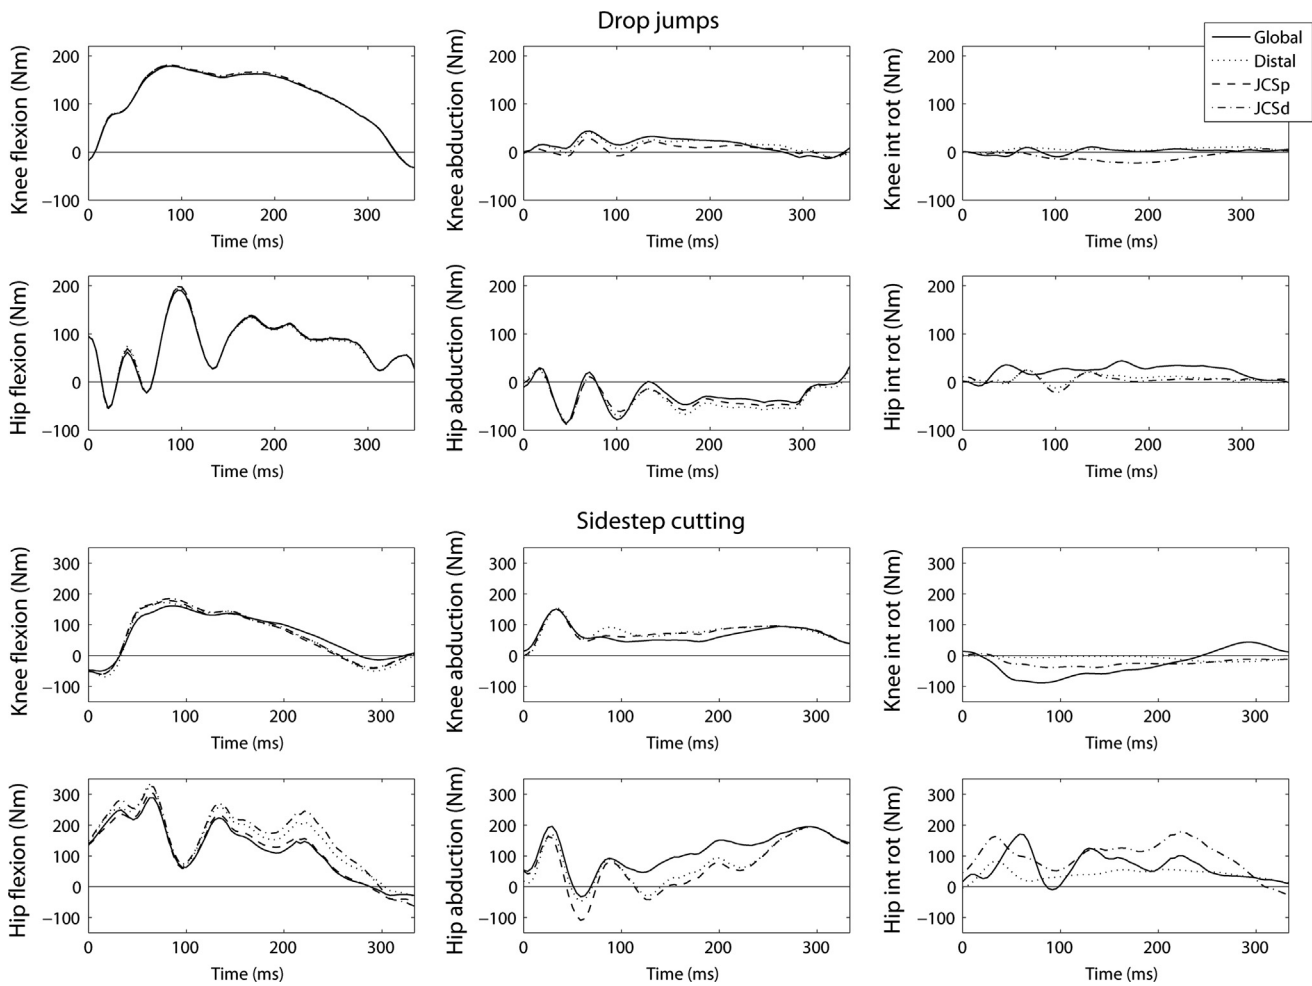 Drop jumps
Global
Distal
JCSp
JCSd
Knee flexion (Nm)
200
100
0
−100
0 100 200 300
Time (ms)
Knee abduction (Nm)
200
100
0
−100
0 100 200 300
Time (ms)
Knee int rot (Nm)
200
100
0
−100
0 100 200 300
Time (ms)
Hip flexion (Nm)
200
100
0
−100
0 100 200 300
Time (ms)
Hip abduction (Nm)
200
100
0
−100
0 100 200 300
Time (ms)
Hip int rot (Nm)
200
100
0
−100
0 100 200 300
Time (ms)
Sidestep cutting
Knee flexion (Nm)
300
200
100
0
−100
0 100 200 300
Time (ms)
Knee abduction (Nm)
300
200
100
0
−100
0 100 200 300
Time (ms)
Knee int rot (Nm)
300
200
100
0
−100
0 100 200 300
Time (ms)
Hip flexion (Nm)
300
200
100
0
−100
0 100 200 300
Time (ms)
Hip abduction (Nm)
300
200
100
0
−100
0 100 200 300
Time (ms)
Hip int rot (Nm)
300
200
100
0
−100
0 100 200 300
Time (ms)